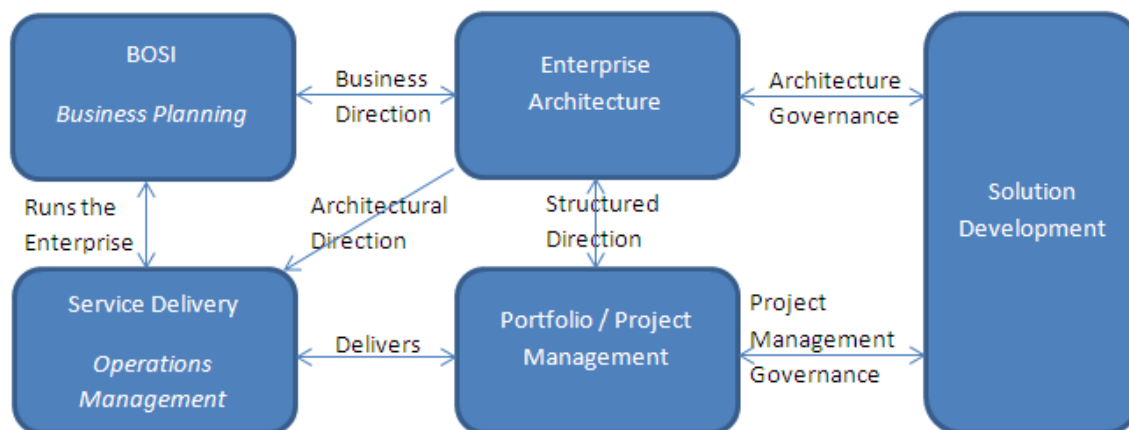 BOSI
Business Planning
Business
Direction
Enterprise
Architecture
Architecture
Governance
Solution
Development
Runs the
Enterprise
Architectural
Direction
Structured
Direction
Service Delivery
Operations
Management
Delivers
Portfolio / Project
Management
Project
Management
Governance